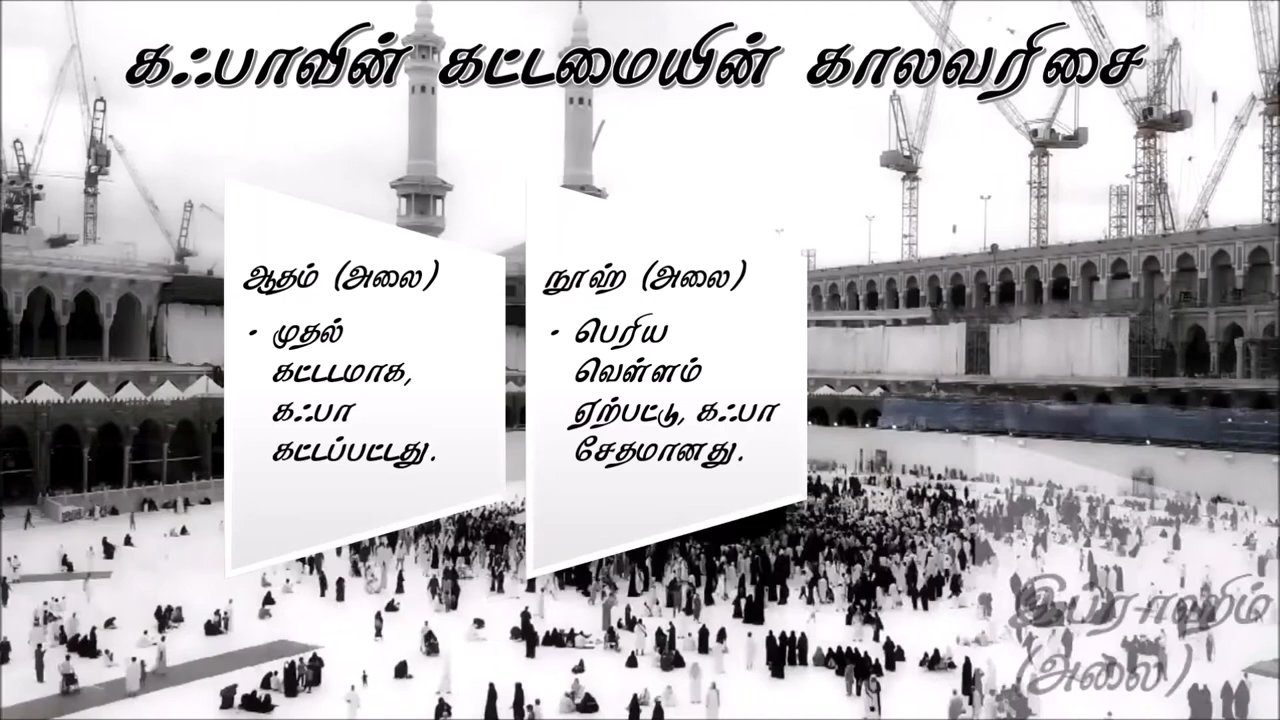 கஃபாவின் கட்டமையின் காலவரிசை
ஆதம் (அலை)
• முதல்
கட்டடமாக,
கஃபா
கட்டப்பட்டது.
நூஹ் (அலை)
• பெரிய
வெள்ளம்
ஏற்பட்டு, கஃபா
சேதமானது.
இப்ராஹிம்
(அலை)